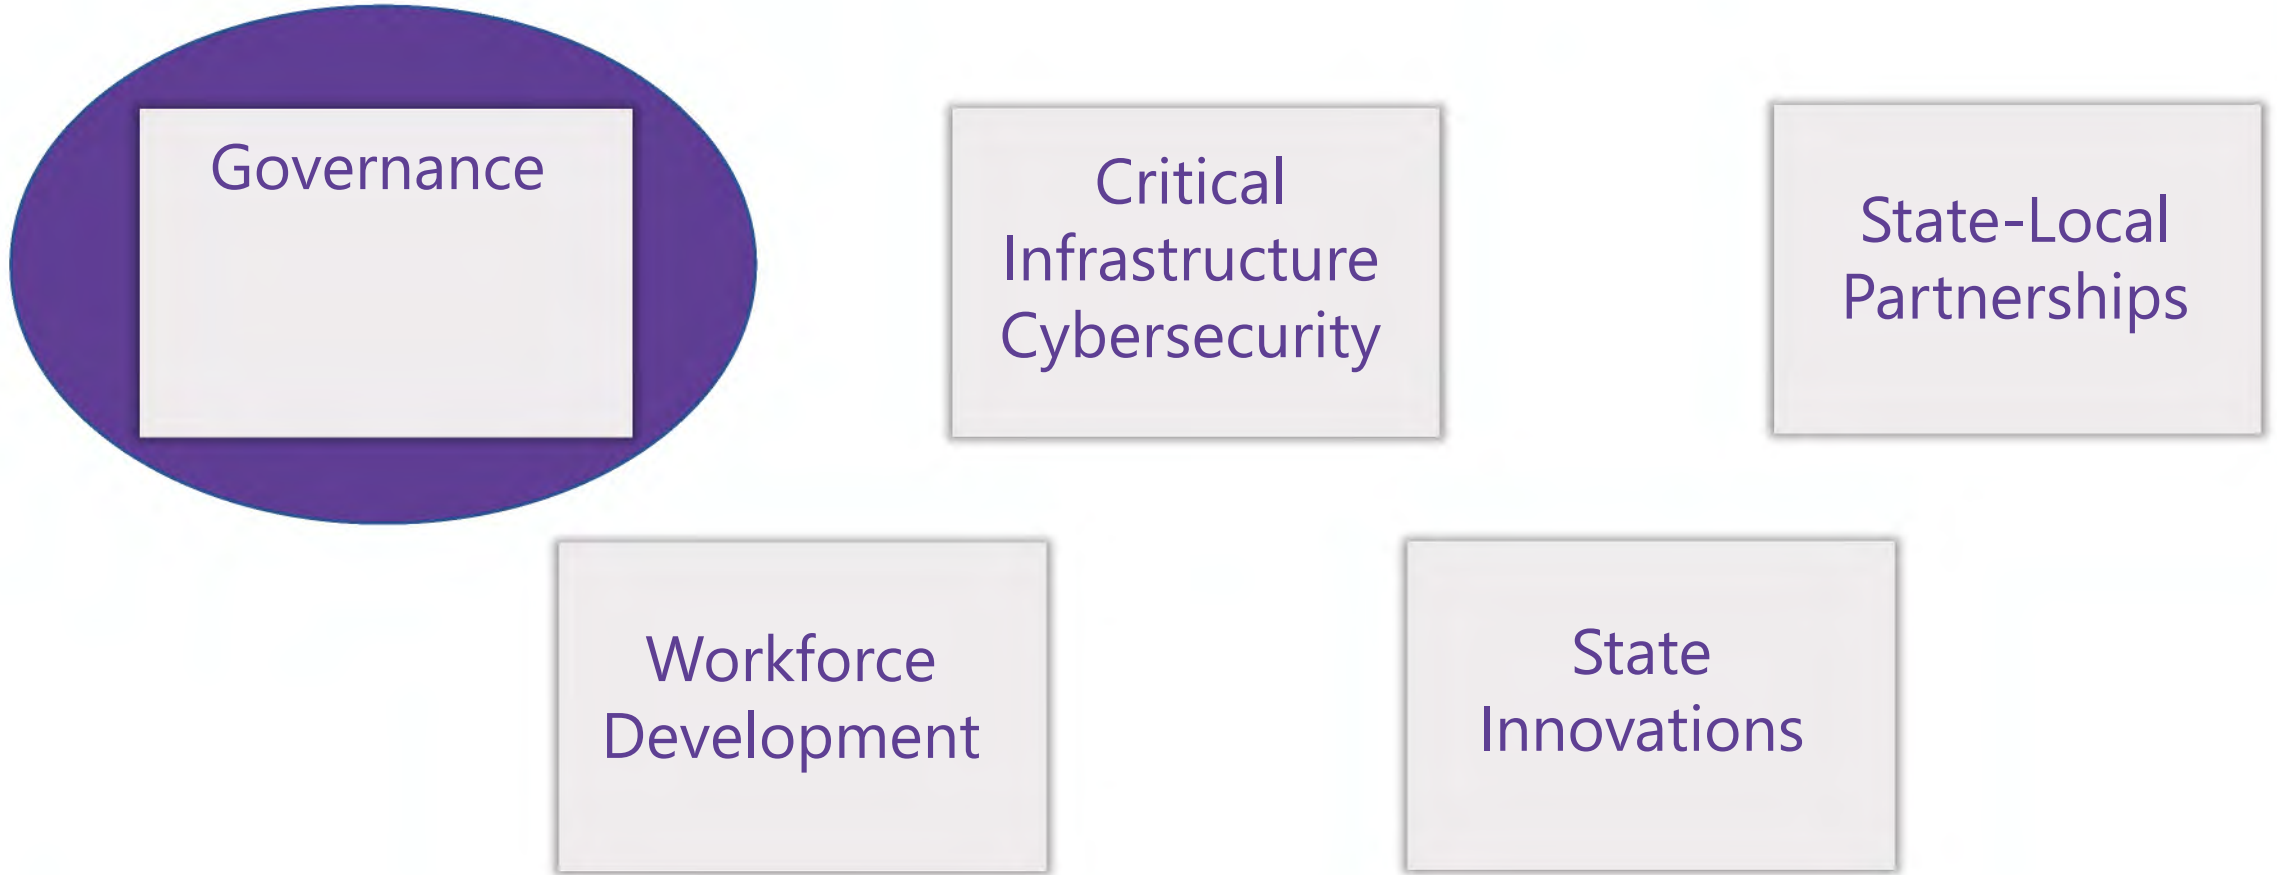 Governance
Critical
Infrastructure
Cybersecurity
State-Local
Partnerships
Workforce
Development
State
Innovations